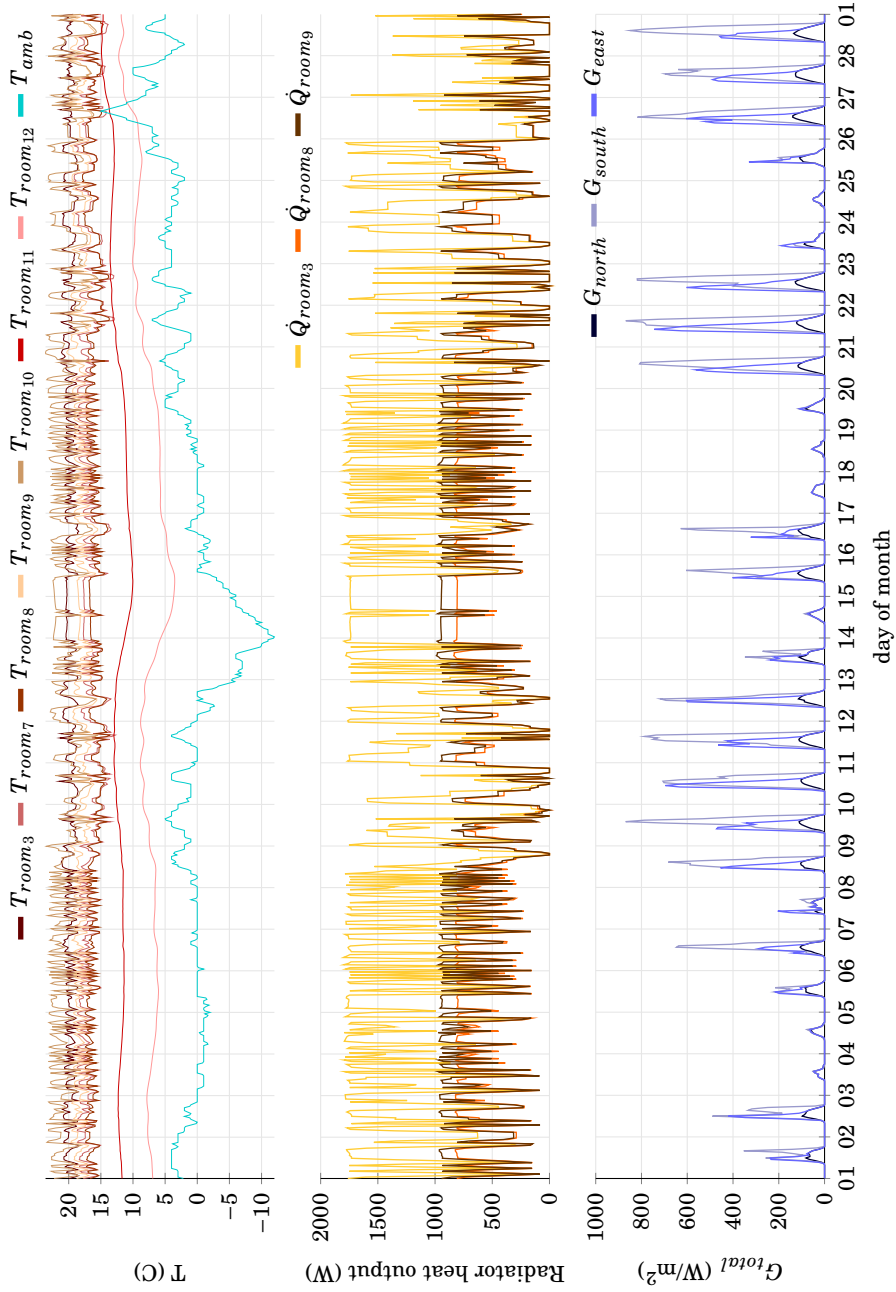 T_room3 T_room7 T_room8 T_room9 T_room10 T_room11 T_room12 T_amb
20
15
10
5
0
−5
−10
T (C)
Q̇_room3 Q̇_room8 Q̇_room9
2000
1500
1000
500
0
Radiator heat output (W)
G_north G_south G_east
1000
800
600
400
200
0
G_total (W/m²)
01 02 03 04 05 06 07 08 09 10 11 12 13 14 15 16 17 18 19 20 21 22 23 24 25 26 27 28 01
day of month